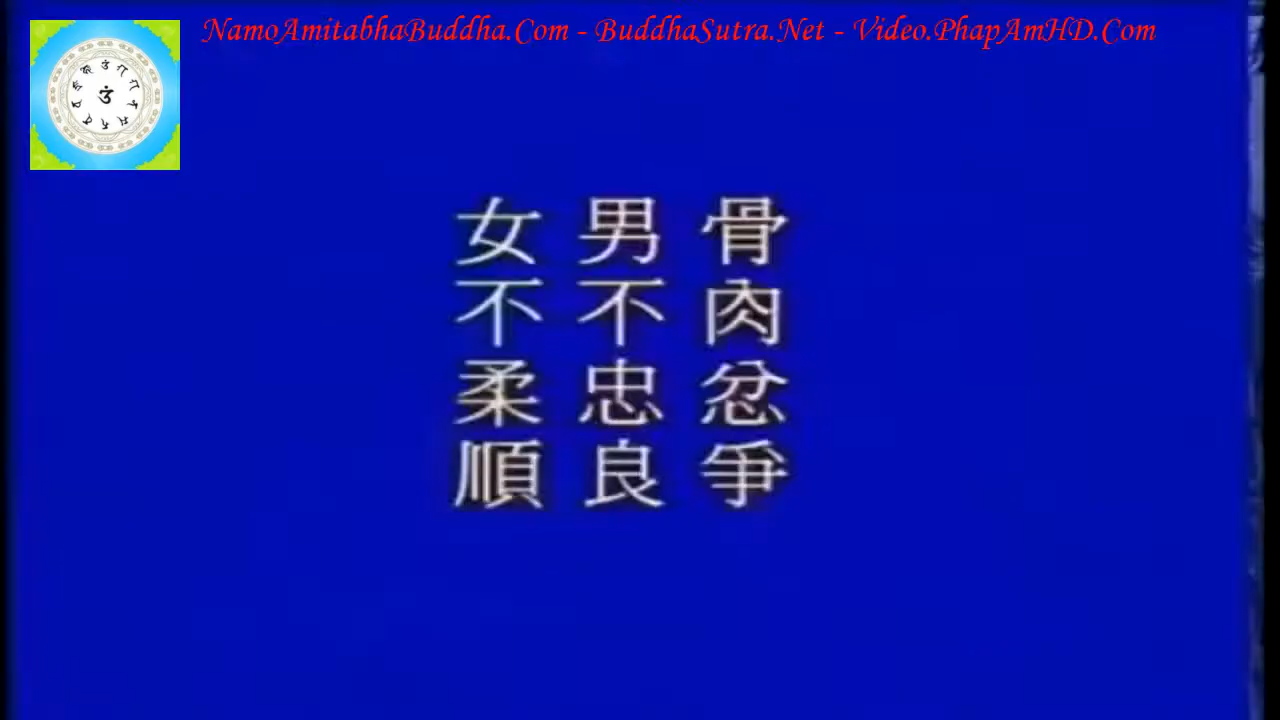 NamoAmitabhaBuddha.Com - BuddhaSutra.Net - Video.PhapAmHD.Com
骨肉忿爭
男不忠良
女不柔順